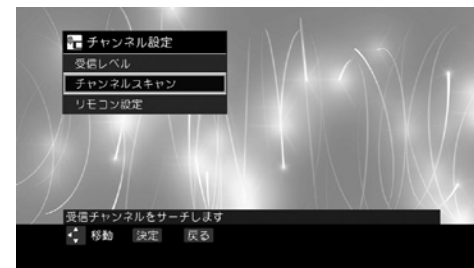 チャンネル設定
受信レベル
チャンネルスキャン
リモコン設定
受信チャンネルをサーチします
移動 決定 戻る